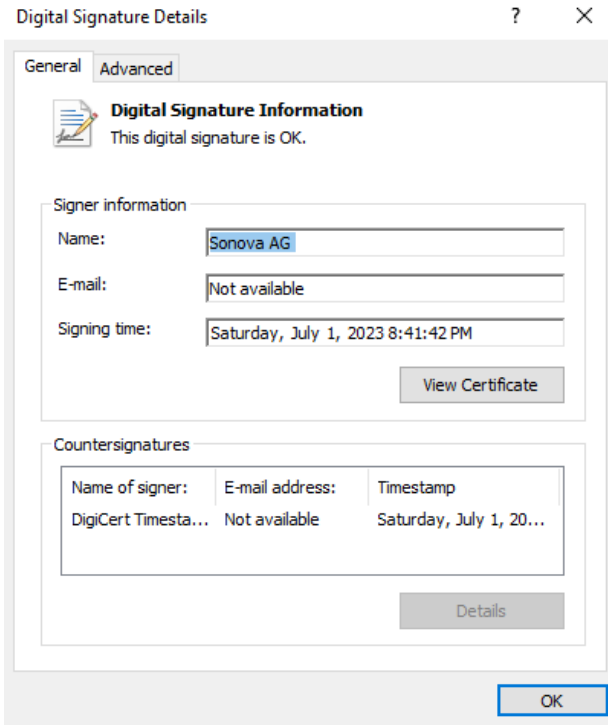 Digital Signature Details ? ×
General Advanced
Digital Signature Information
This digital signature is OK.
Signer information
Name: Sonova AG
E-mail: Not available
Signing time: Saturday, July 1, 2023 8:41:42 PM
View Certificate
Countersignatures
Name of signer: E-mail address: Timestamp
DigiCert Timesta... Not available Saturday, July 1, 20...
Details
OK